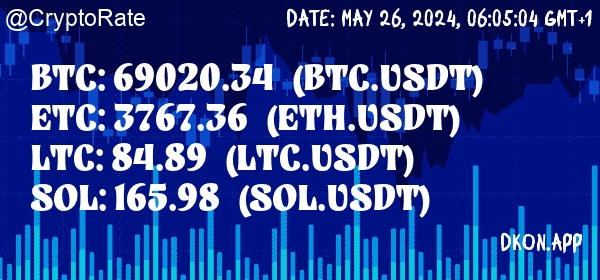 @CryptoRate
DATE: MAY 26, 2024, 06:05:04 GMT+1
BTC: 69020.34 (BTC.USDT)
ETC: 3767.36 (ETH.USDT)
LTC: 84.89 (LTC.USDT)
SOL: 165.98 (SOL.USDT)
DKON.APP